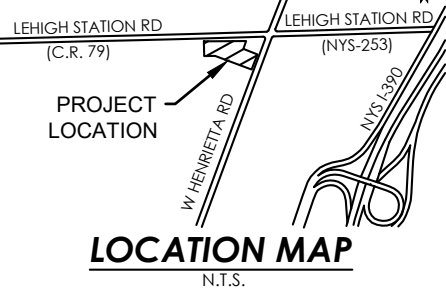 LEHIGH STATION RD
(C.R. 79)
LEHIGH STATION RD
(NYS-253)
PROJECT
LOCATION
W HENRIETTA RD
NYS I-390
LOCATION MAP
N.T.S.